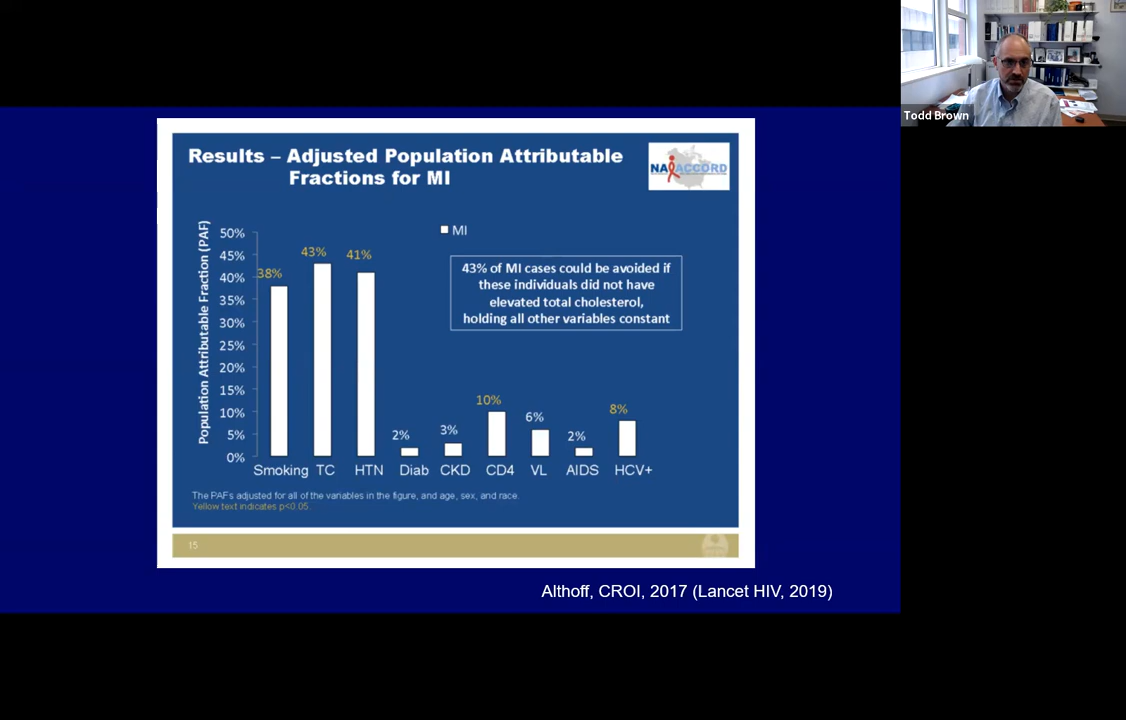 Todd Brown
Results – Adjusted Population Attributable
Fractions for MI
NA ACCORD
Population Attributable Fraction (PAF)
50%
45%
40%
35%
30%
25%
20%
15%
10%
5%
0%
MI
43% of MI cases could be avoided if
these individuals did not have
elevated total cholesterol,
holding all other variables constant
38% 43% 41% 2% 3% 10% 6% 2% 8%
Smoking TC HTN Diab CKD CD4 VL AIDS HCV+
The PAFs adjusted for all of the variables in the figure, and age, sex, and race.
Yellow text indicates p<0.05.
15
Althoff, CROI, 2017 (Lancet HIV, 2019)